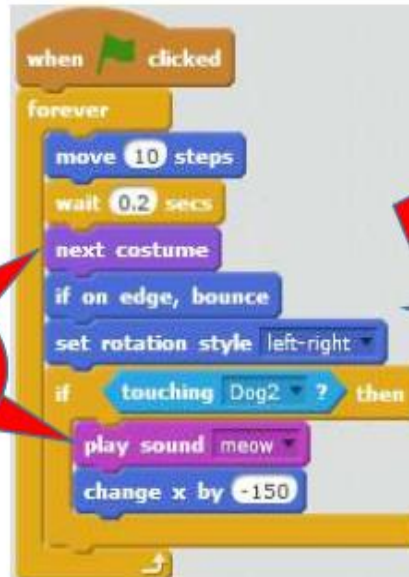 when clicked
forever
move 10 steps
wait 0.2 secs
next costume
if on edge, bounce
set rotation style left-right
if touching Dog2 ? then
play sound meow
change x by -150